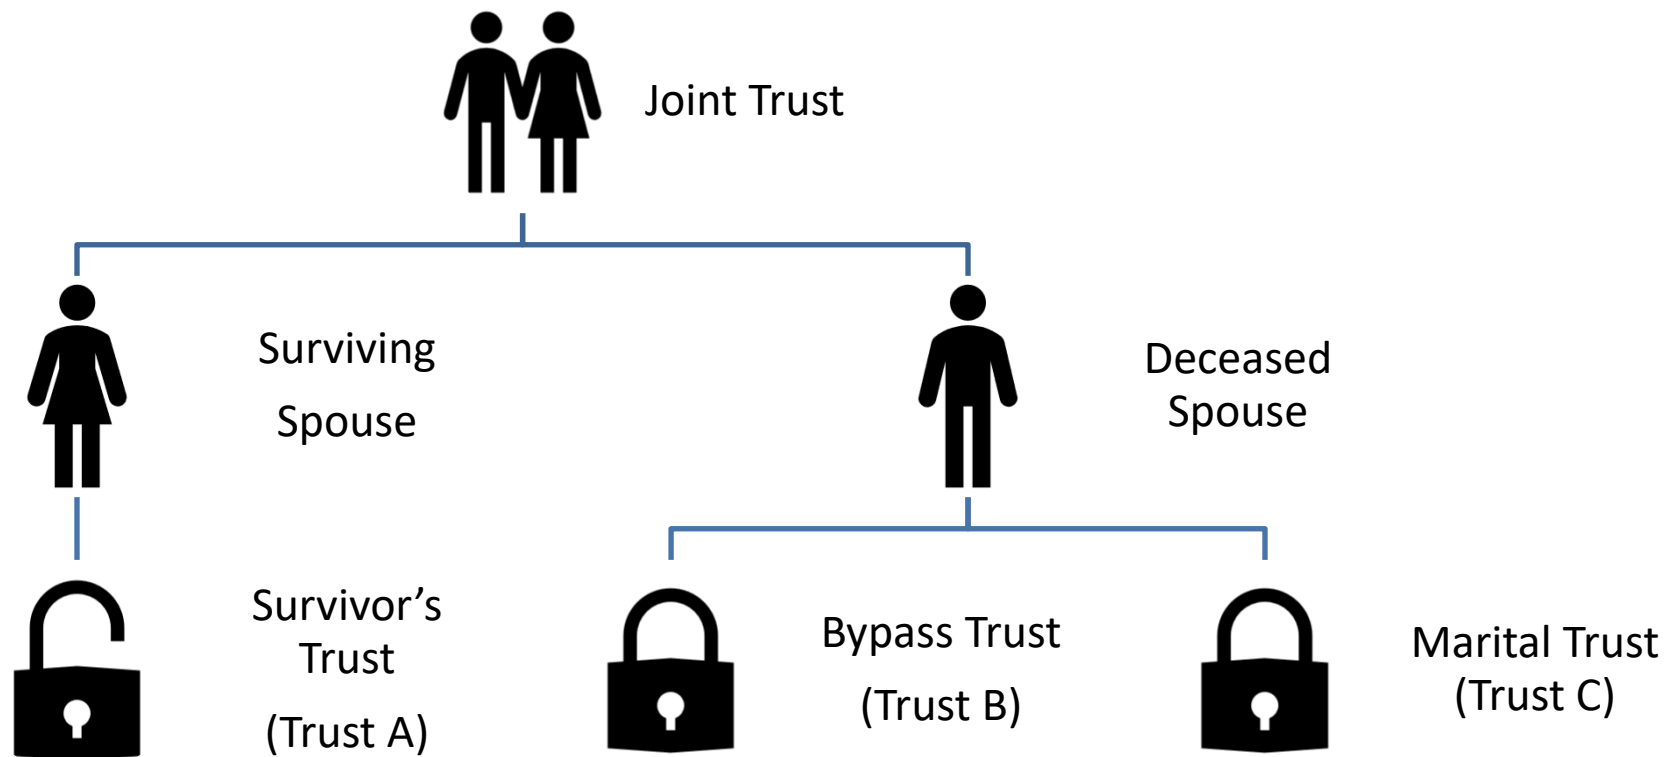 Joint Trust
Surviving
Spouse
Deceased
Spouse
Survivor’s
Trust
(Trust A)
Bypass Trust
(Trust B)
Marital Trust
(Trust C)